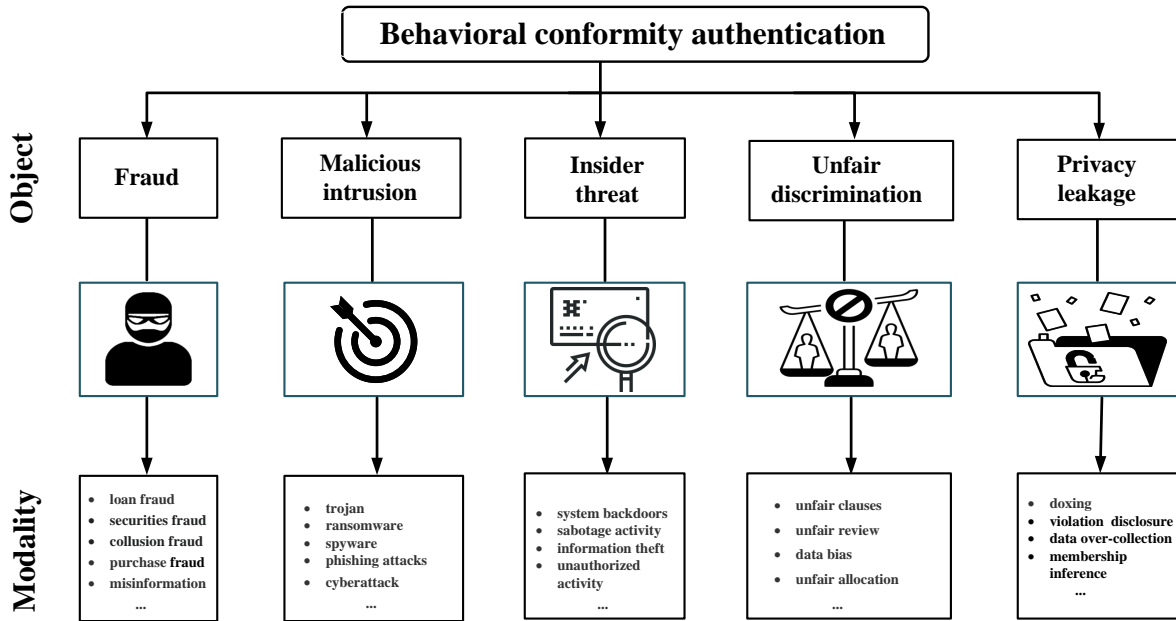 Behavioral conformity authentication
Object
Fraud
Malicious
intrusion
Insider
threat
Unfair
discrimination
Privacy
leakage
Modality
• loan fraud
• securities fraud
• collusion fraud
• purchase fraud
• misinformation
...
• trojan
• ransomware
• spyware
• phishing attacks
• cyberattack
...
• system backdoors
• sabotage activity
• information theft
• unauthorized
activity
...
• unfair clauses
• unfair review
• data bias
• unfair allocation
...
• doxing
• violation disclosure
• data over-collection
• membership
inference
...